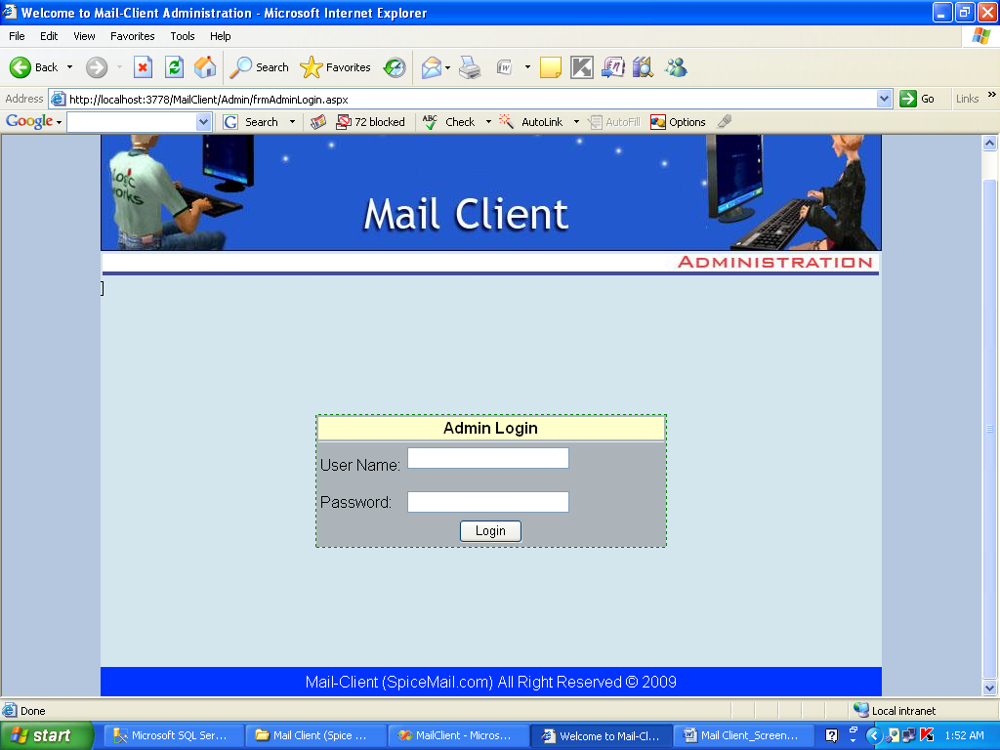 Welcome to Mail-Client Administration - Microsoft Internet Explorer
File Edit View Favorites Tools Help
Back Search Favorites
Address http://localhost:3778/MailClient/Admin/frmAdminLogin.aspx Go Links »
Google Search 72 blocked Check AutoLink AutoFill Options
LOGIC WORKS
Mail Client
ADMINISTRATION
]
Admin Login
User Name:
Password:
Login
Mail-Client (SpiceMail.com) All Right Reserved © 2009
Done Local intranet
start Microsoft SQL Ser... Mail Client (Spice ... MailClient - Micros... Welcome to Mail-Cl... Mail Client_Screen... 1:52 AM